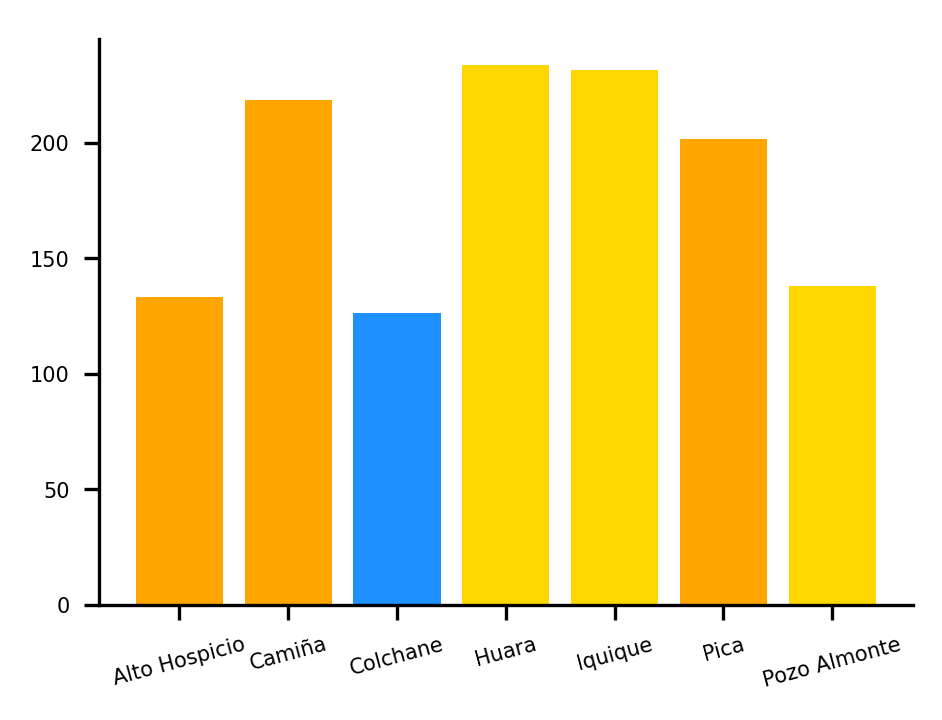 200
150
100
50
0
Alto Hospicio
Camiña
Colchane
Huara
Iquique
Pica
Pozo Almonte